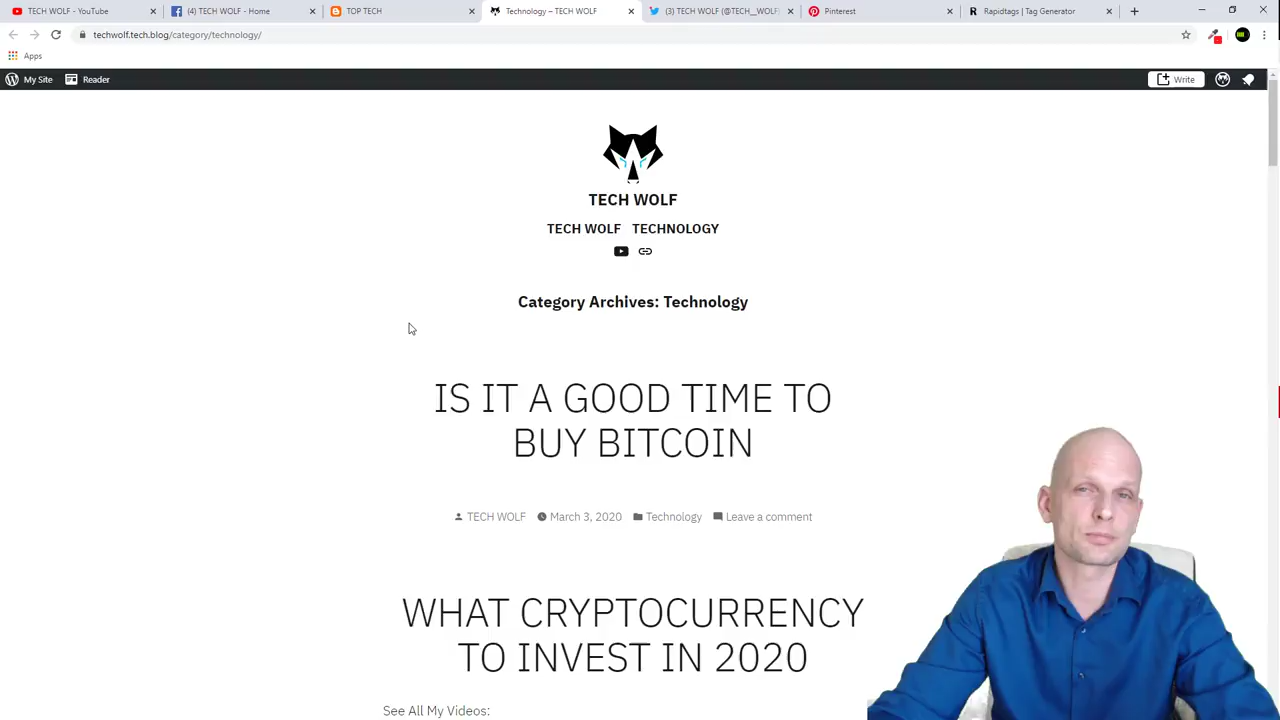 TECH WOLF - YouTube
(4) TECH WOLF - Home
TOP TECH
Technology – TECH WOLF
(3) TECH WOLF (@TECH__WOLF)
Pinterest
Rapidtags | Tag Generator
techwolf.tech.blog/category/technology/
Apps
My Site
Reader
Write
TECH WOLF
TECH WOLF TECHNOLOGY
Category Archives: Technology
IS IT A GOOD TIME TO
BUY BITCOIN
TECH WOLF March 3, 2020 Technology Leave a comment
WHAT CRYPTOCURRENCY
TO INVEST IN 2020
See All My Videos: